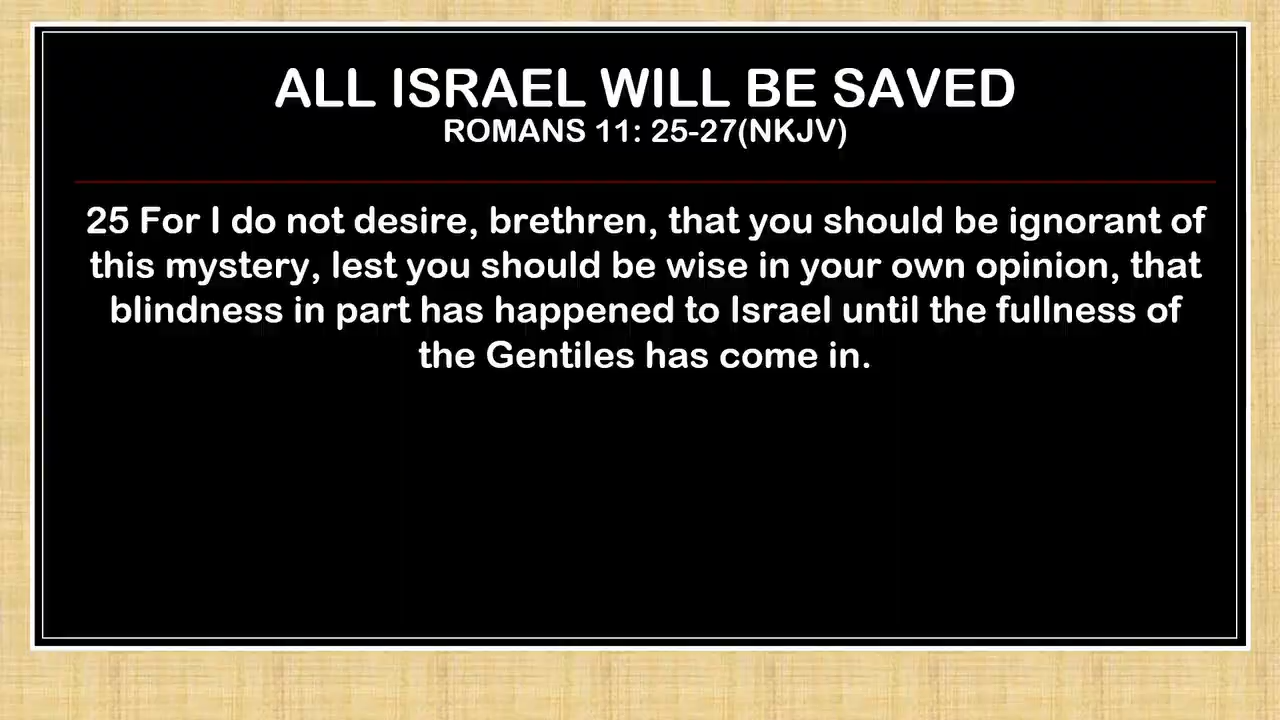 ALL ISRAEL WILL BE SAVED
ROMANS 11: 25-27(NKJV)
25 For I do not desire, brethren, that you should be ignorant of
this mystery, lest you should be wise in your own opinion, that
blindness in part has happened to Israel until the fullness of
the Gentiles has come in.